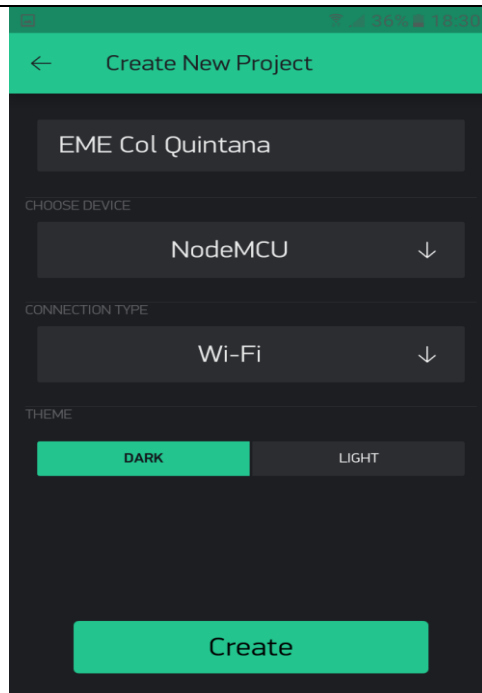 36% 18:30
Create New Project
EME Col Quintana
CHOOSE DEVICE
NodeMCU
CONNECTION TYPE
Wi-Fi
THEME
DARK LIGHT
Create